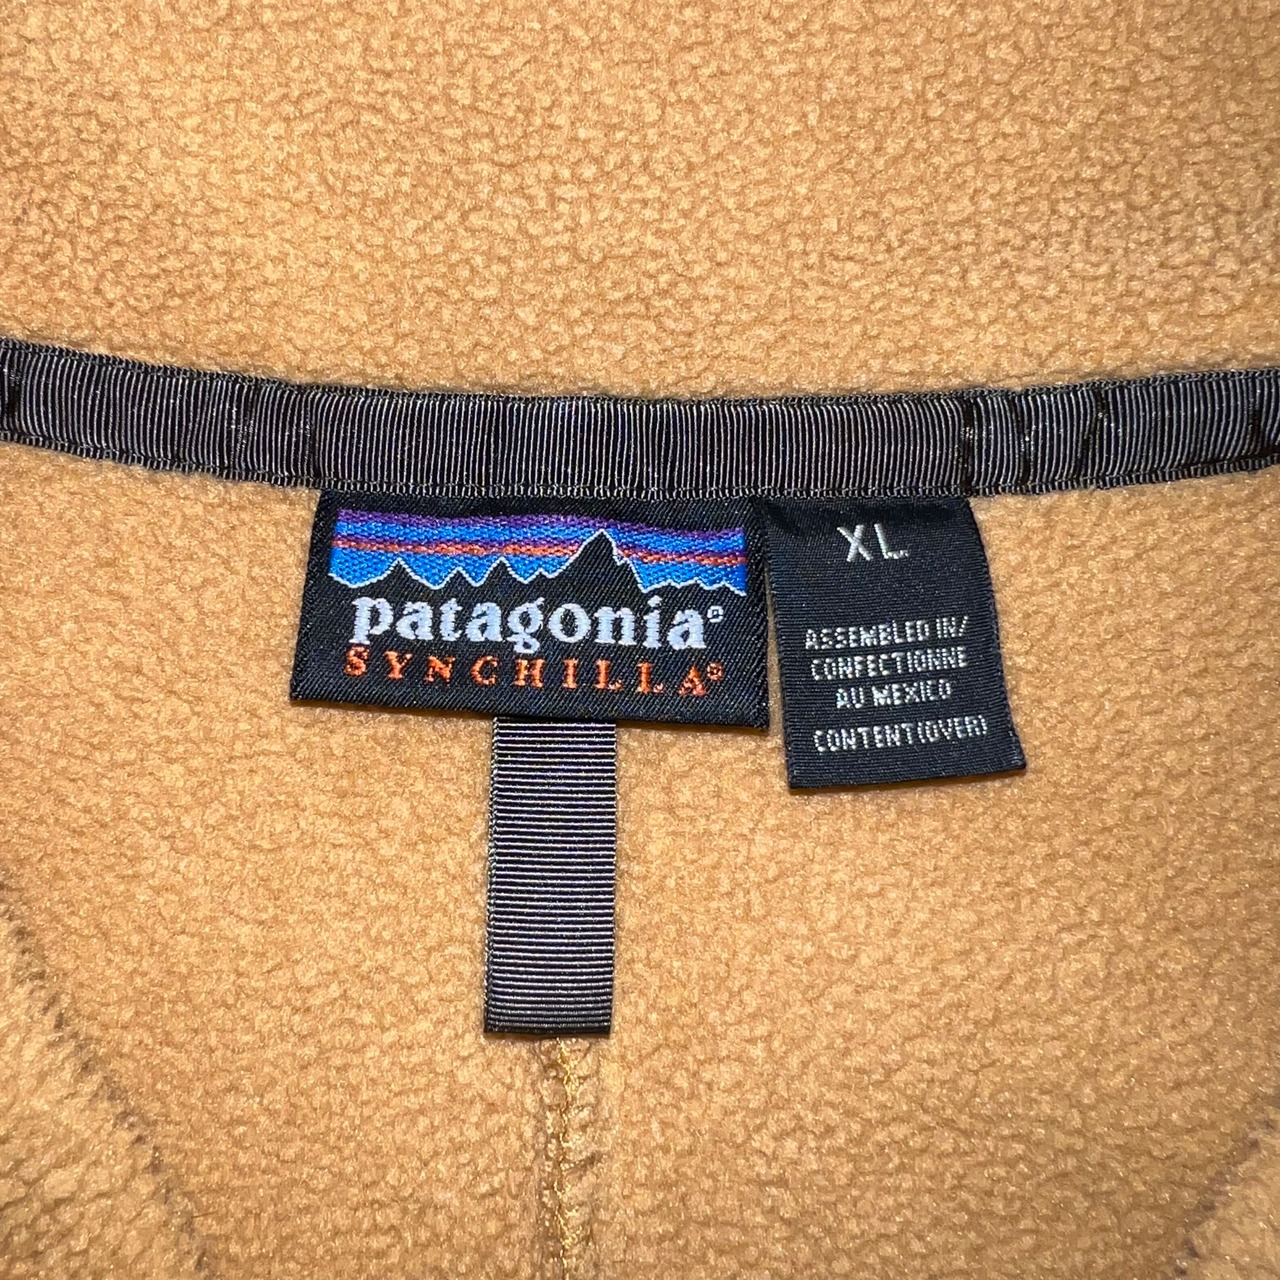 patagonia®
SYNCHILLA®
XL
ASSEMBLED IN/
CONFECTIONNE
AU MEXICO
CONTENT(OVER)